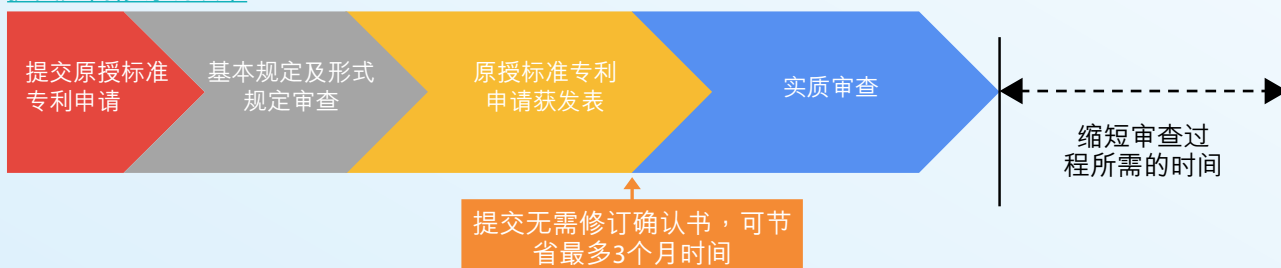 提交原授标准
专利申请
基本规定及形式
规定审查
原授标准专利
申请获发表
实质审查
缩短审查过
程所需的时间
提交无需修订确认书，可节
省最多3个月时间